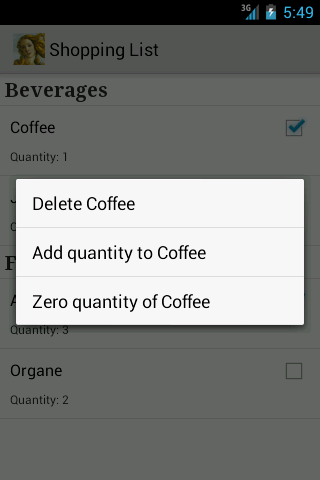 3G 5:49
Shopping List
Beverages
Coffee
Quantity: 1
Delete Coffee
Add quantity to Coffee
Zero quantity of Coffee
Quantity: 3
Organe
Quantity: 2